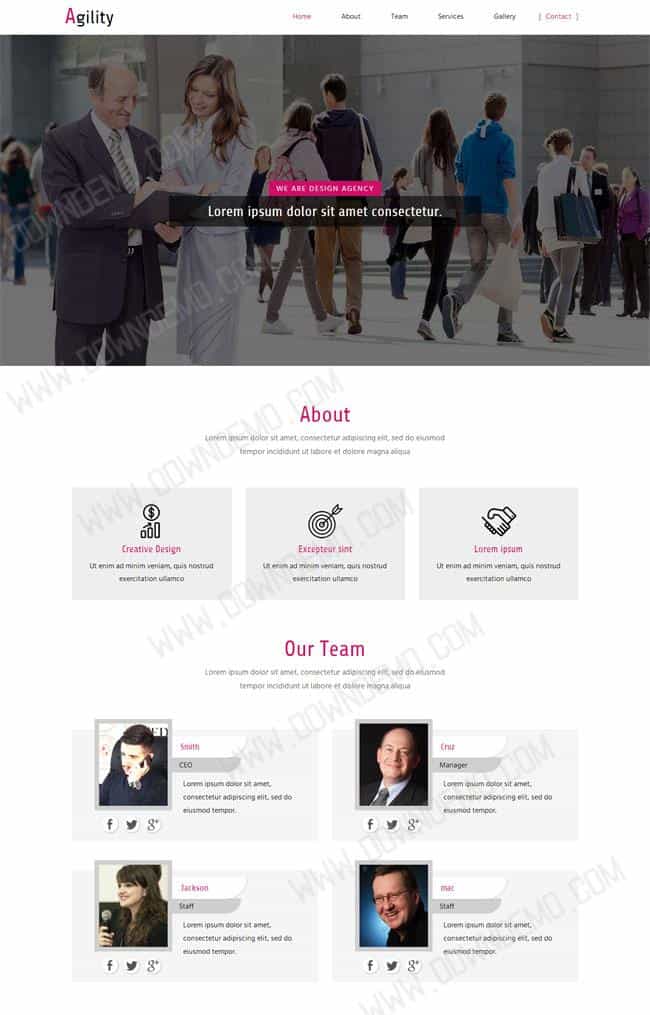 Agility
Home About Team Services Gallery [ Contact ]
WE ARE DESIGN AGENCY
Lorem ipsum dolor sit amet consectetur.
About
Lorem ipsum dolor sit amet, consectetur adipiscing elit, sed do eiusmod
tempor incididunt ut labore et dolore magna aliqua
Creative Design
Ut enim ad minim veniam, quis nostrud
exercitation ullamco
Excepteur sint
Ut enim ad minim veniam, quis nostrud
exercitation ullamco
Lorem ipsum
Ut enim ad minim veniam, quis nostrud
exercitation ullamco
Our Team
Lorem ipsum dolor sit amet, consectetur adipiscing elit, sed do eiusmod
tempor incididunt ut labore et dolore magna aliqua
Smith
CEO
Lorem ipsum dolor sit amet,
consectetur adipiscing elit, sed do
eiusmod tempor.
Cruz
Manager
Lorem ipsum dolor sit amet,
consectetur adipiscing elit, sed do
eiusmod tempor.
Jackson
Staff
Lorem ipsum dolor sit amet,
consectetur adipiscing elit, sed do
eiusmod tempor.
mac
Staff
Lorem ipsum dolor sit amet,
consectetur adipiscing elit, sed do
eiusmod tempor.
WWW.DOWNDEMO.COM
WWW.DOWNDEMO.COM
WWW.DOWNDEMO.COM
WWW.DOWNDEMO.COM
WWW.DOWNDEMO.COM